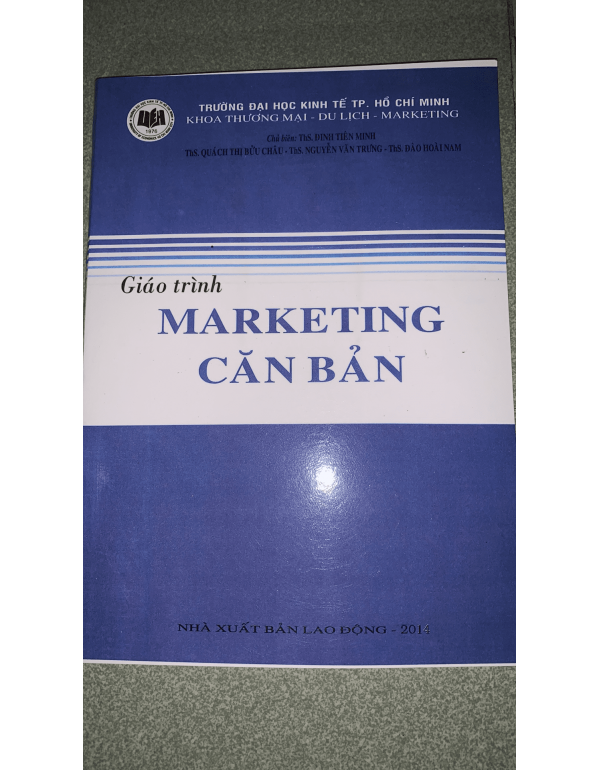 TRƯỜNG ĐẠI HỌC KINH TẾ TP. HỒ CHÍ MINH
KHOA THƯƠNG MẠI - DU LỊCH - MARKETING
1976
Chủ biên: ThS. ĐINH TIÊN MINH
ThS. QUÁCH THỊ BỬU CHÂU - ThS. NGUYỄN VĂN TRƯNG - ThS. ĐÀO HOÀI NAM
Giáo trình
MARKETING
CĂN BẢN
NHÀ XUẤT BẢN LAO ĐỘNG - 2014